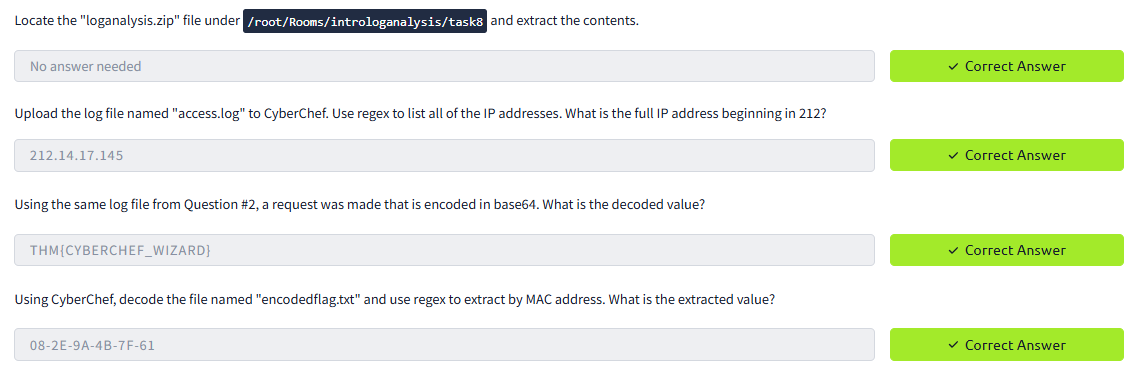 Locate the "loganalysis.zip" file under /root/Rooms/introloganalysis/task8 and extract the contents.
No answer needed
✓ Correct Answer
Upload the log file named "access.log" to CyberChef. Use regex to list all of the IP addresses. What is the full IP address beginning in 212?
212.14.17.145
✓ Correct Answer
Using the same log file from Question #2, a request was made that is encoded in base64. What is the decoded value?
THM{CYBERCHEF_WIZARD}
✓ Correct Answer
Using CyberChef, decode the file named "encodedflag.txt" and use regex to extract by MAC address. What is the extracted value?
08-2E-9A-4B-7F-61
✓ Correct Answer